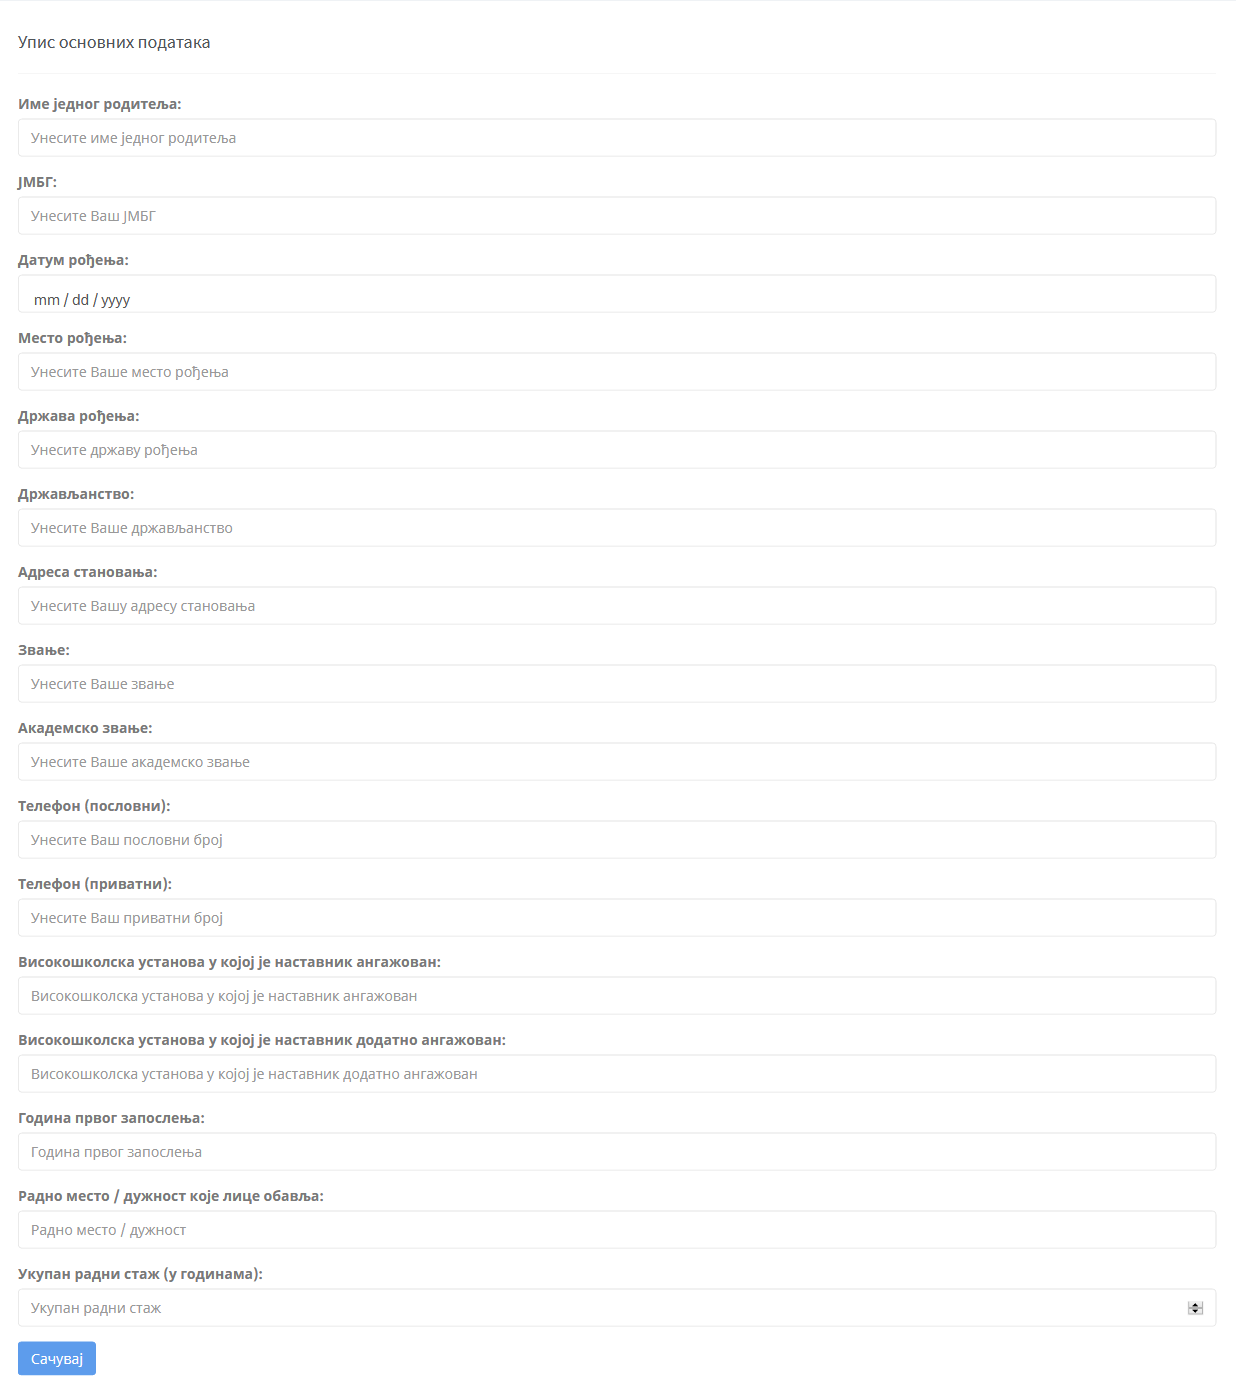 Упис основних података
Име једног родитеља:
Унесите име једног родитеља
ЈМБГ:
Унесите Ваш ЈМБГ
Датум рођења:
mm / dd / yyyy
Место рођења:
Унесите Ваше место рођења
Држава рођења:
Унесите државу рођења
Држављанство:
Унесите Ваше држављанство
Адреса становања:
Унесите Вашу адресу становања
Звање:
Унесите Ваше звање
Академско звање:
Унесите Ваше академско звање
Телефон (пословни):
Унесите Ваш пословни број
Телефон (приватни):
Унесите Ваш приватни број
Високошколска установа у којој је наставник ангажован:
Високошколска установа у којој је наставник ангажован
Високошколска установа у којој је наставник додатно ангажован:
Високошколска установа у којој је наставник додатно ангажован
Година првог запослења:
Година првог запослења
Радно место / дужност које лице обавља:
Радно место / дужност
Укупан радни стаж (у годинама):
Укупан радни стаж
Сачувај